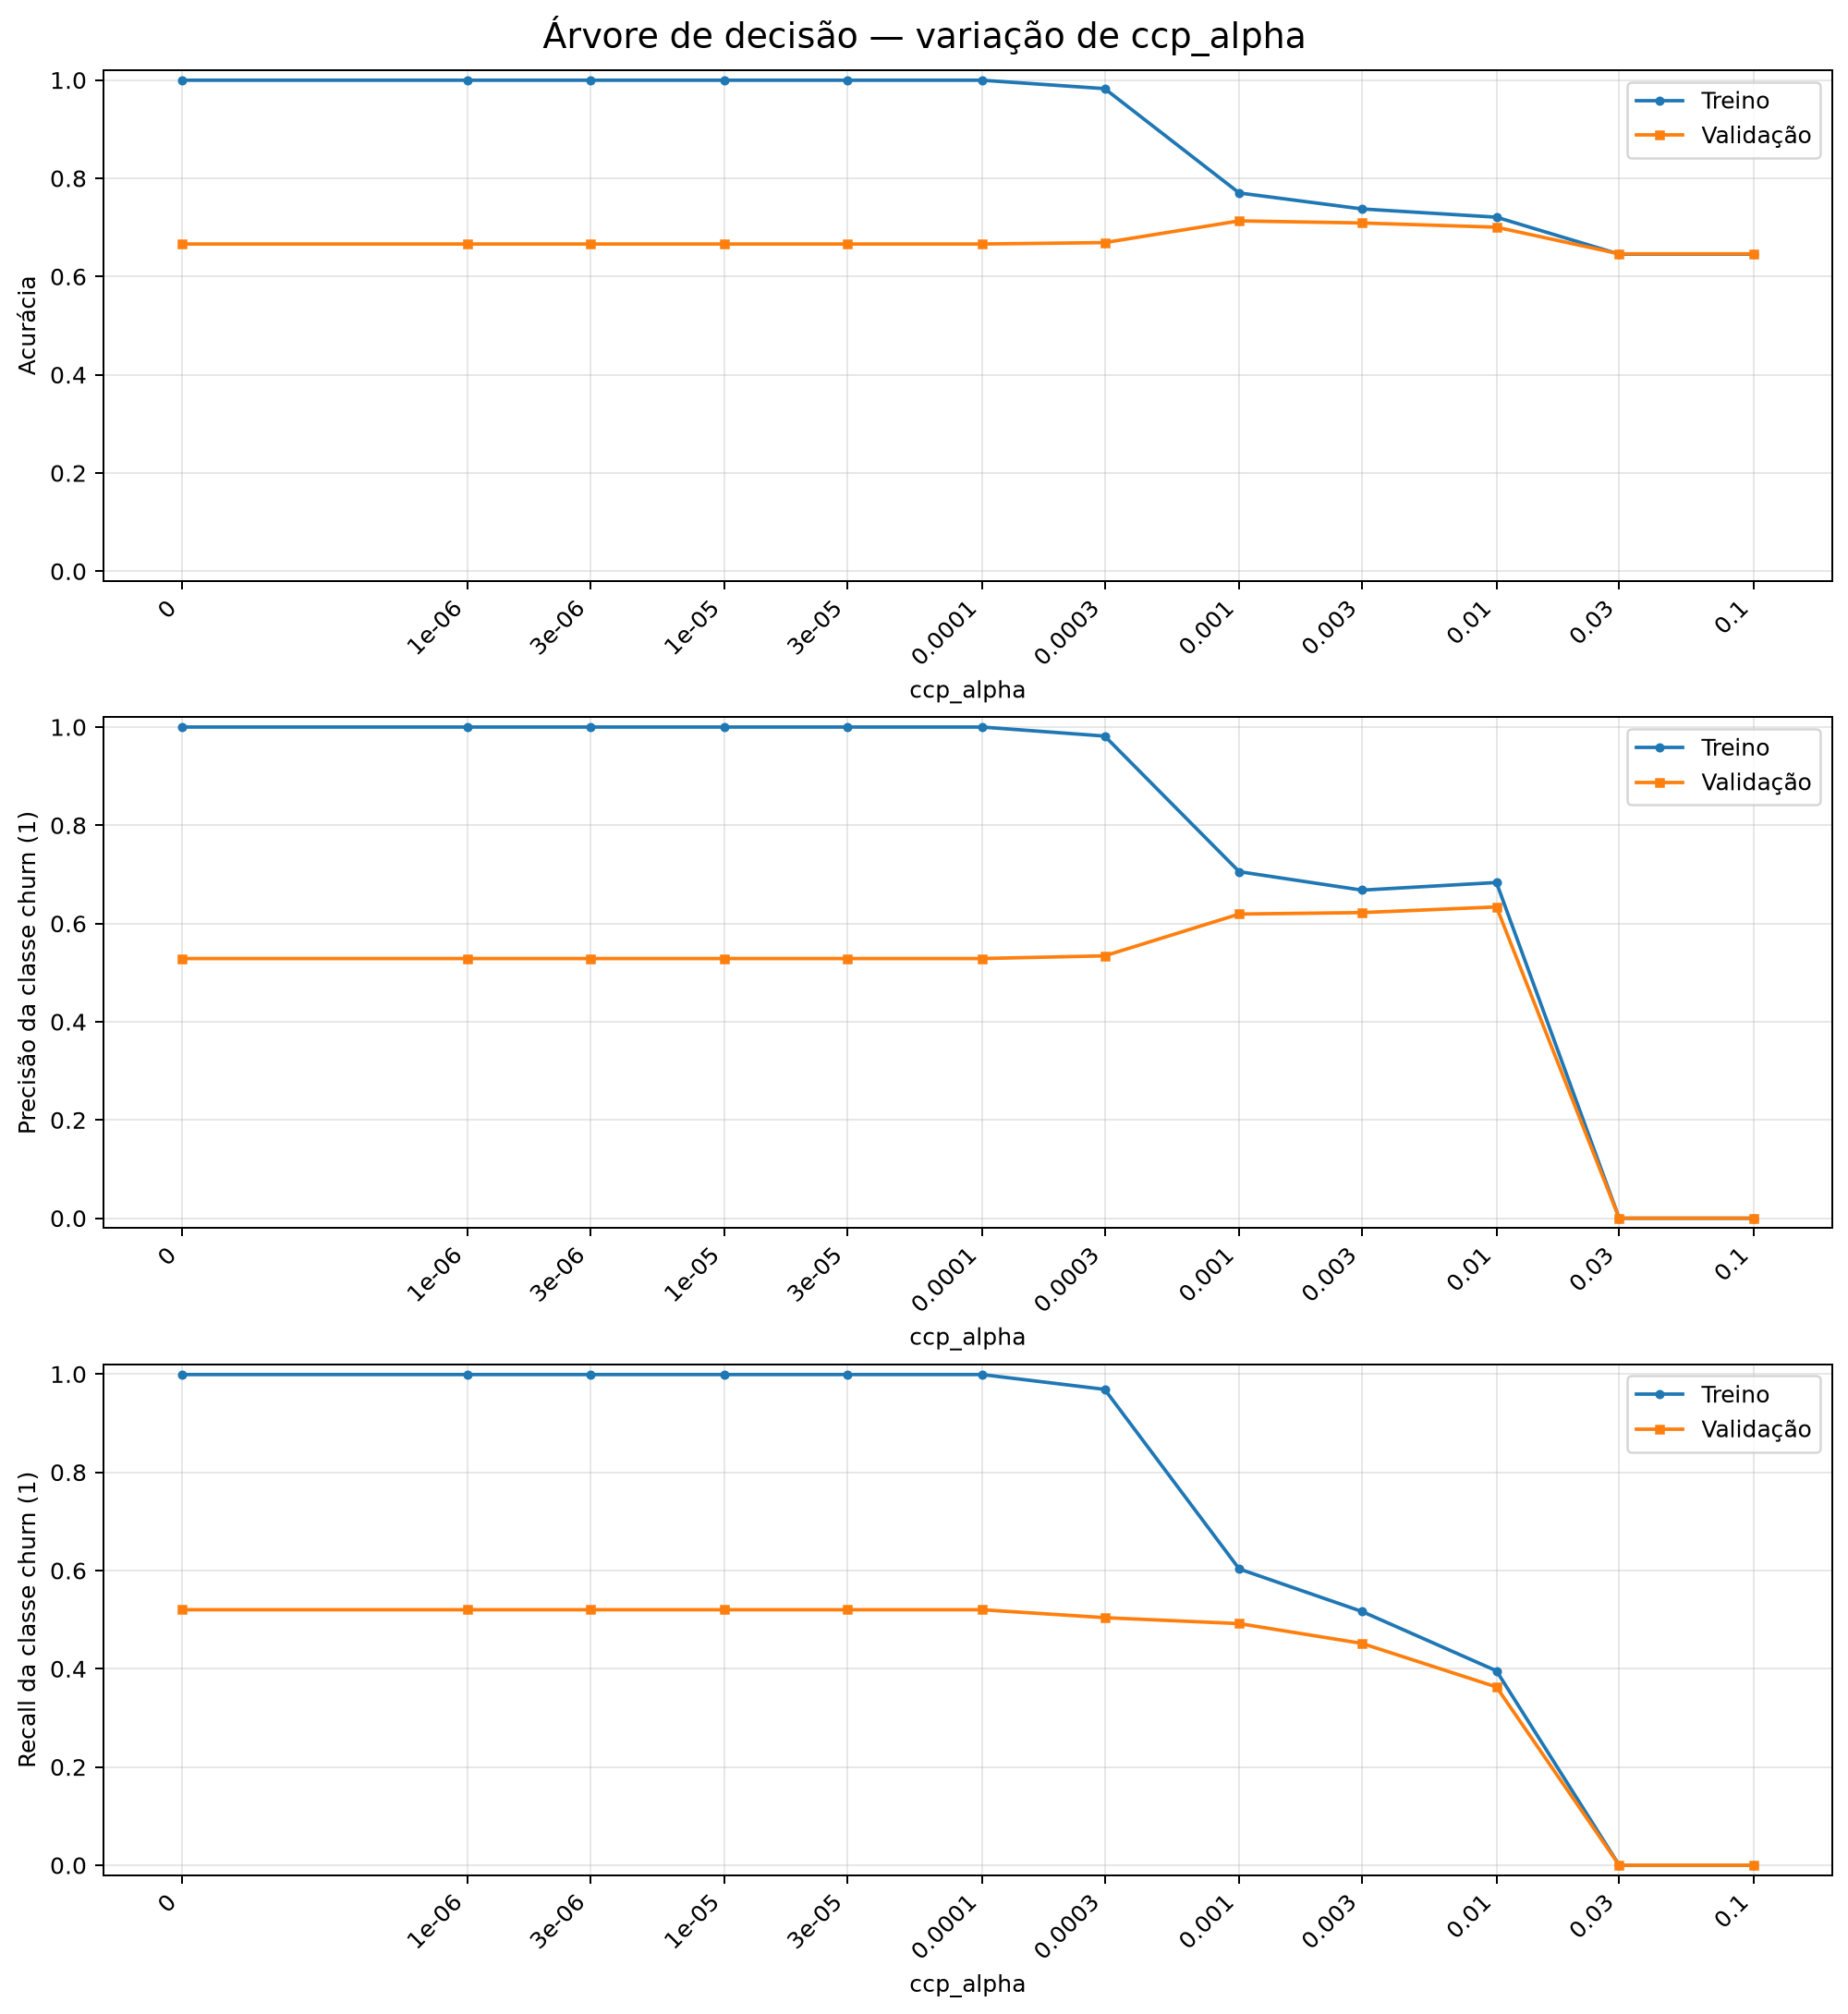 Árvore de decisão — variação de ccp_alpha
Acurácia
1.0
0.8
0.6
0.4
0.2
0.0
Treino
Validação
0
1e-06
3e-06
1e-05
3e-05
0.0001
0.0003
0.001
0.003
0.01
0.03
0.1
ccp_alpha
Precisão da classe churn (1)
1.0
0.8
0.6
0.4
0.2
0.0
Treino
Validação
0
1e-06
3e-06
1e-05
3e-05
0.0001
0.0003
0.001
0.003
0.01
0.03
0.1
ccp_alpha
Recall da classe churn (1)
1.0
0.8
0.6
0.4
0.2
0.0
Treino
Validação
0
1e-06
3e-06
1e-05
3e-05
0.0001
0.0003
0.001
0.003
0.01
0.03
0.1
ccp_alpha